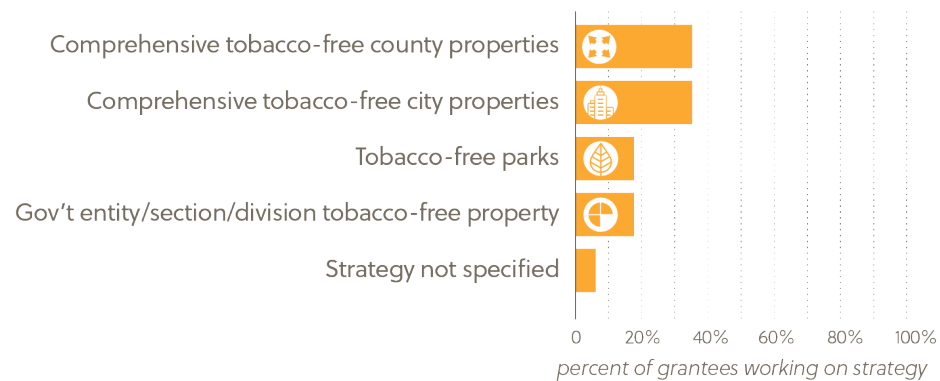 Comprehensive tobacco-free county properties
Comprehensive tobacco-free city properties
Tobacco-free parks
Gov't entity/section/division tobacco-free property
Strategy not specified
0 20% 40% 60% 80% 100%
percent of grantees working on strategy